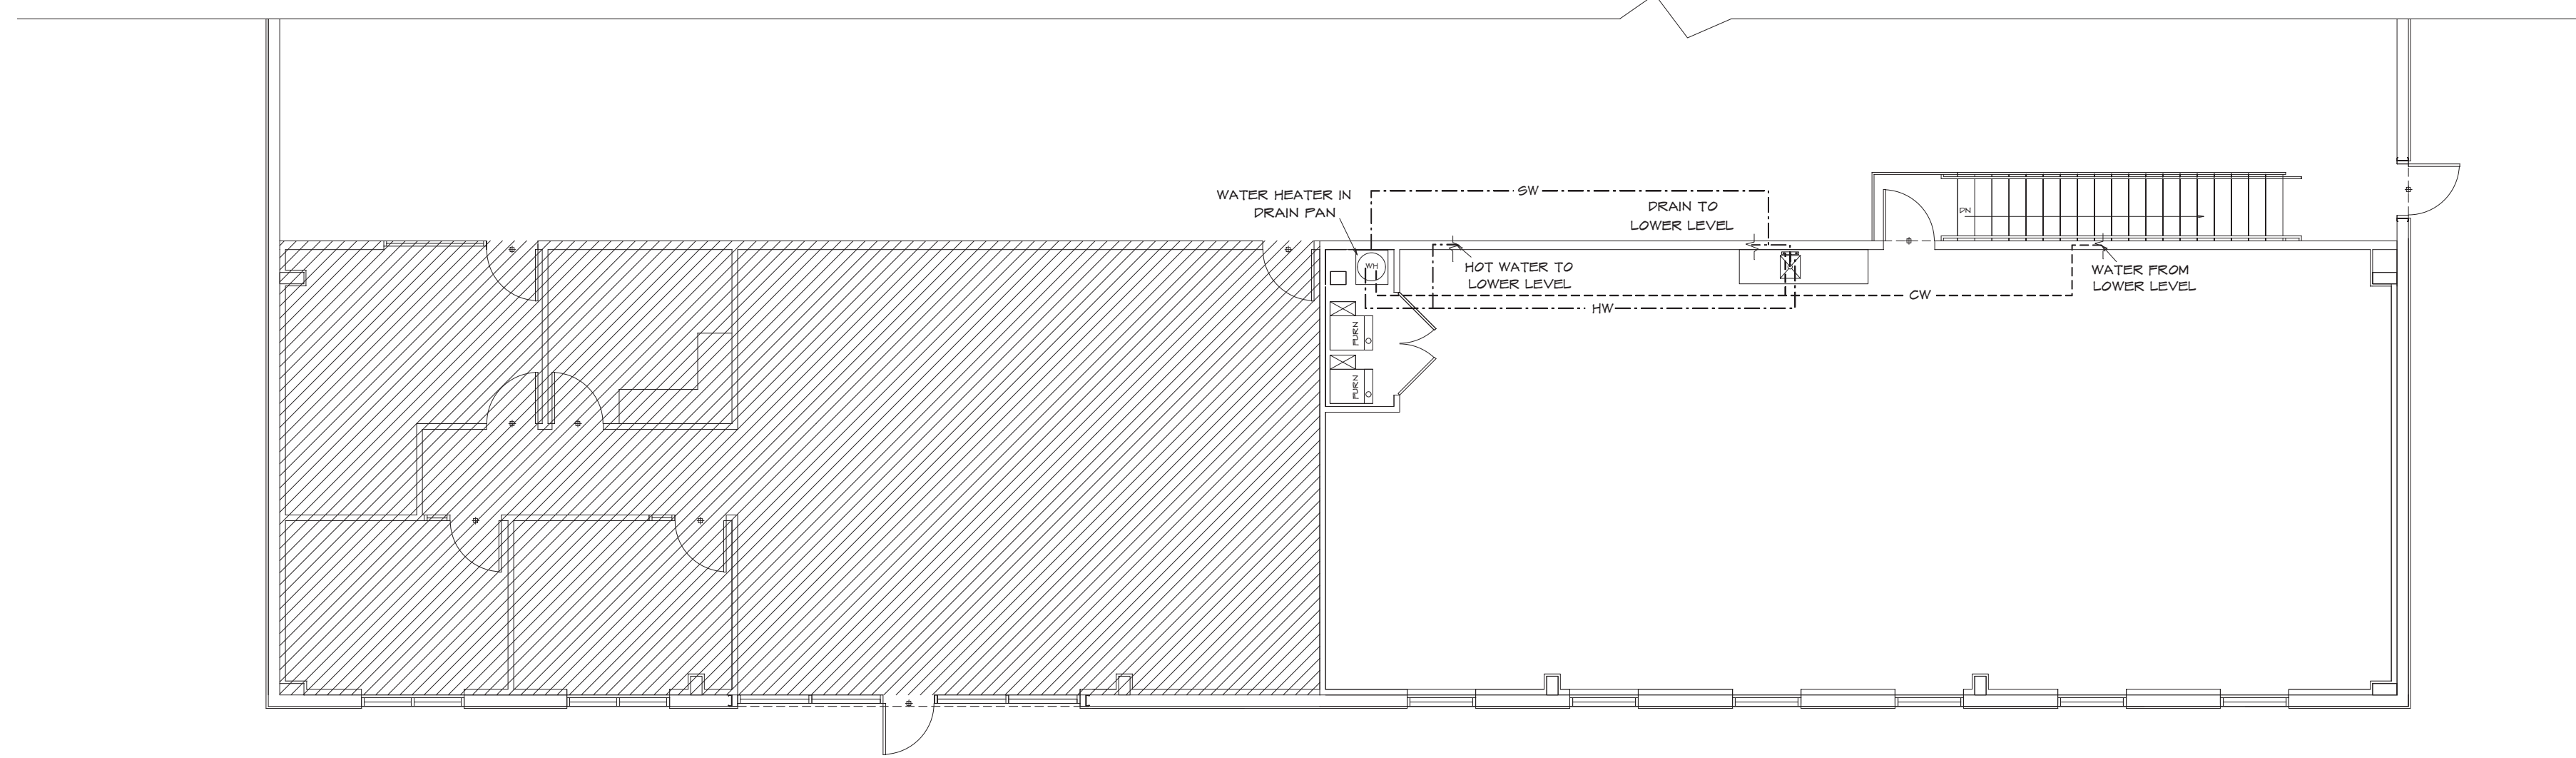 WATER HEATER IN
DRAIN PAN
SW
DRAIN TO
LOWER LEVEL
DN
WH
HOT WATER TO
LOWER LEVEL
WATER FROM
LOWER LEVEL
CW
HW
FURN
FURN